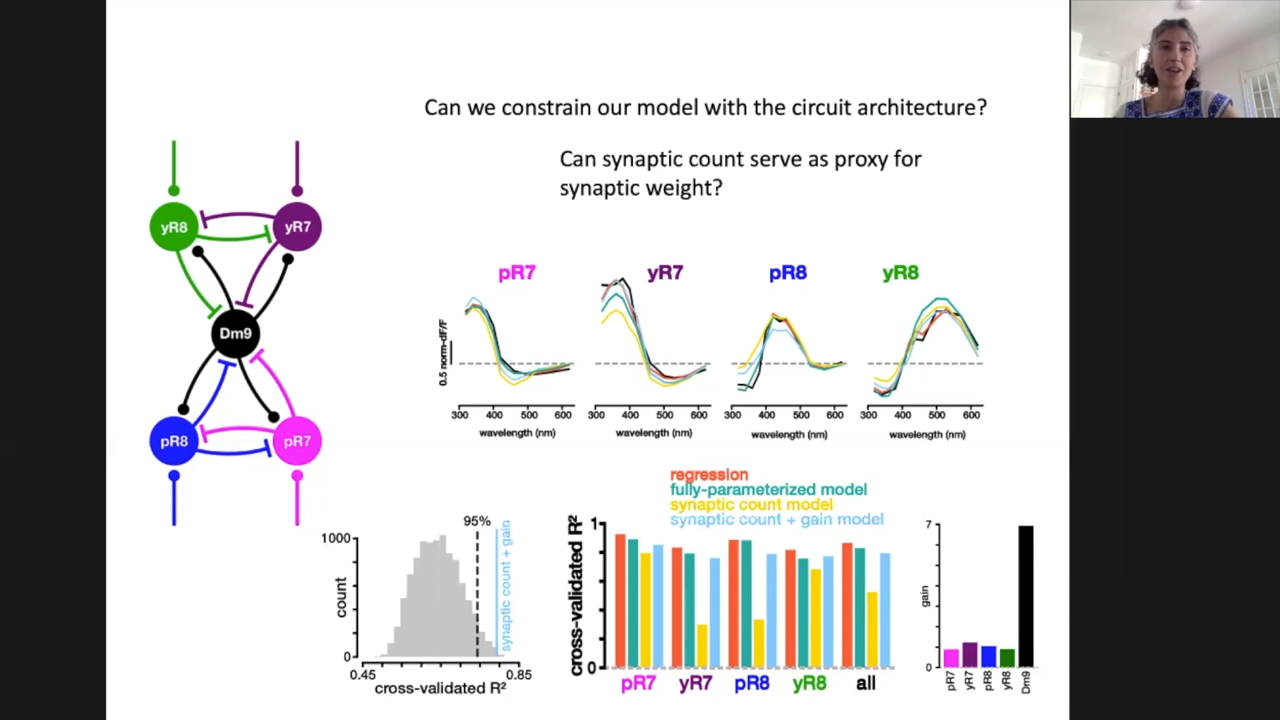 Can we constrain our model with the circuit architecture?
Can synaptic count serve as proxy for
synaptic weight?
yR8
yR7
Dm9
pR8
pR7
pR7
yR7
pR8
yR8
0.5 norm-dF/F
300 400 500 600
300 400 500 600
300 400 500 600
300 400 500 600
wavelength (nm)
wavelength (nm)
wavelength (nm)
wavelength (nm)
regression
fully-parameterized model
synaptic count model
synaptic count + gain model
95%
synaptic count + gain
1000
count
0
0.45
0.85
cross-validated R²
1
cross-validated R²
0
pR7
yR7
pR8
yR8
all
7
gain
0
pR7
yR7
pR8
yR8
Dm9